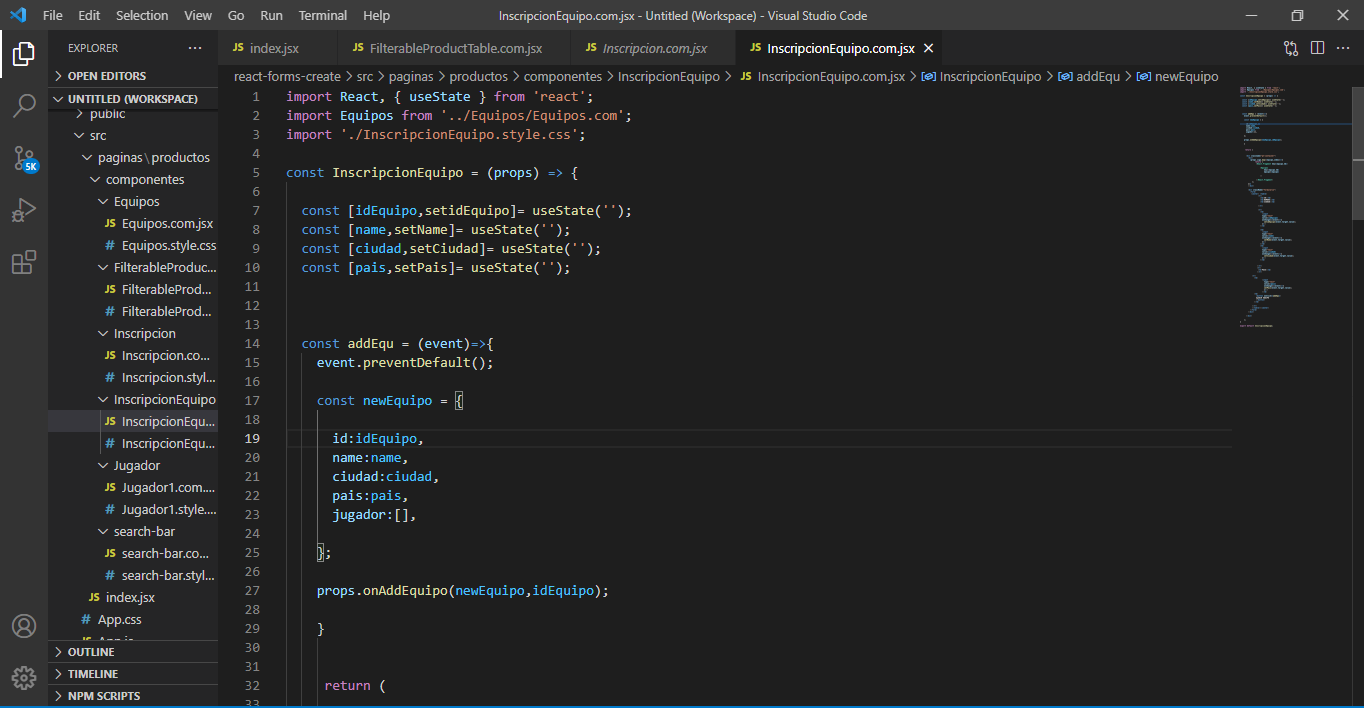 File Edit Selection View Go Run Terminal Help InscripcionEquipo.com.jsx - Untitled (Workspace) - Visual Studio Code
EXPLORER ...
JS index.jsx JS FilterableProductTable.com.jsx JS Inscripcion.com.jsx JS InscripcionEquipo.com.jsx
react-forms-create > src > paginas > productos > componentes > InscripcionEquipo > JS InscripcionEquipo.com.jsx > InscripcionEquipo > addEqu > newEquipo
OPEN EDITORS
UNTITLED (WORKSPACE)
public
src
paginas\productos
componentes
Equipos
JS Equipos.com.jsx
# Equipos.style.css
FilterableProduc...
JS FilterableProd...
# FilterableProd...
Inscripcion
JS Inscripcion.co...
# Inscripcion.styl...
InscripcionEquipo
JS InscripcionEqu...
# InscripcionEqu...
Jugador
JS Jugador1.com....
# Jugador1.style....
search-bar
JS search-bar.co...
# search-bar.styl...
JS index.jsx
# App.css
OUTLINE
TIMELINE
NPM SCRIPTS
5K
1 import React, { useState } from 'react';
2 import Equipos from '../Equipos/Equipos.com';
3 import './InscripcionEquipo.style.css';
4
5 const InscripcionEquipo = (props) => {
6
7 const [idEquipo,setidEquipo]= useState('');
8 const [name,setName]= useState('');
9 const [ciudad,setCiudad]= useState('');
10 const [pais,setPais]= useState('');
11
12
13
14 const addEqu = (event)=>{
15 event.preventDefault();
16
17 const newEquipo = {
18
19 id:idEquipo,
20 name:name,
21 ciudad:ciudad,
22 pais:pais,
23 jugador:[],
24
25 };
26
27 props.onAddEquipo(newEquipo,idEquipo);
28
29 }
30
31
32 return (
33